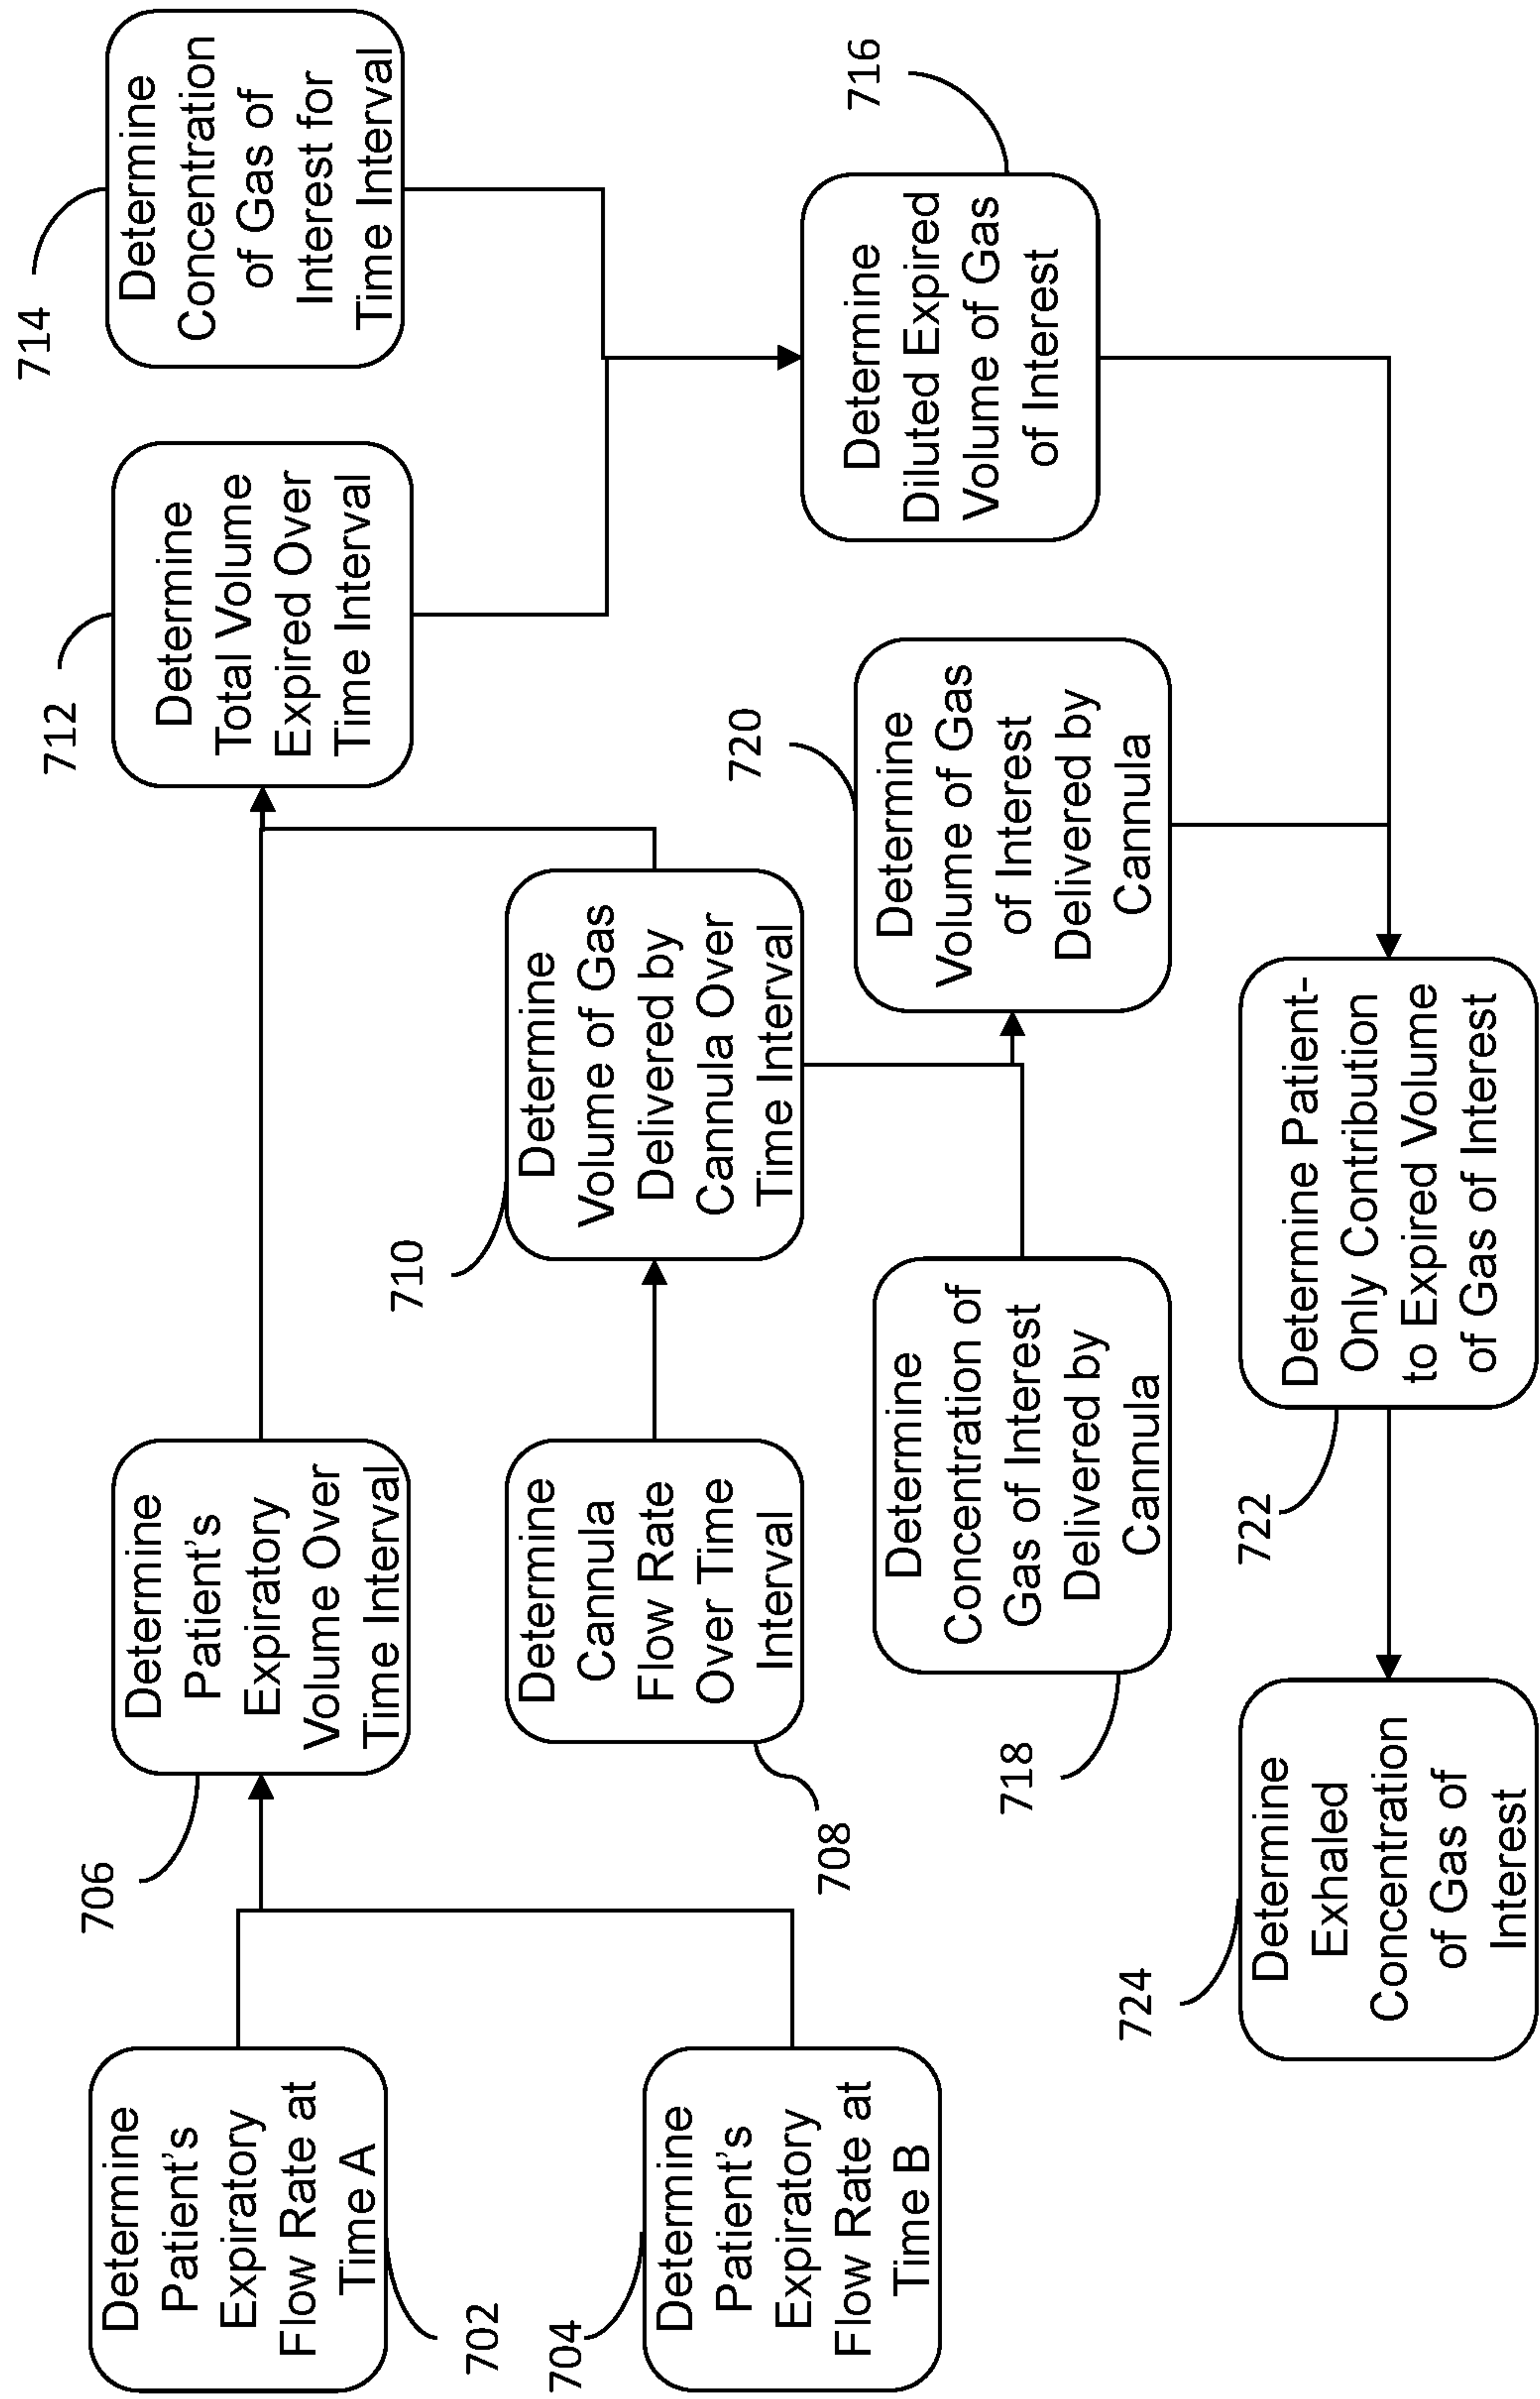 702
Determine
Patient's
Expiratory
Flow Rate at
Time A
704
Determine
Patient's
Expiratory
Flow Rate at
Time B
706
Determine
Patient's
Expiratory
Volume Over
Time Interval
708
Determine
Cannula
Flow Rate
Over Time
Interval
710
Determine
Volume of Gas
Delivered by
Cannula Over
Time Interval
712
Determine
Total Volume
Expired Over
Time Interval
714
Determine
Concentration
of Gas of
Interest for
Time Interval
716
Determine
Diluted Expired
Volume of Gas
of Interest
718
Determine
Concentration of
Gas of Interest
Delivered by
Cannula
720
Determine
Volume of Gas
of Interest
Delivered by
Cannula
722
Determine Patient-
Only Contribution
to Expired Volume
of Gas of Interest
724
Determine
Exhaled
Concentration
of Gas of
Interest